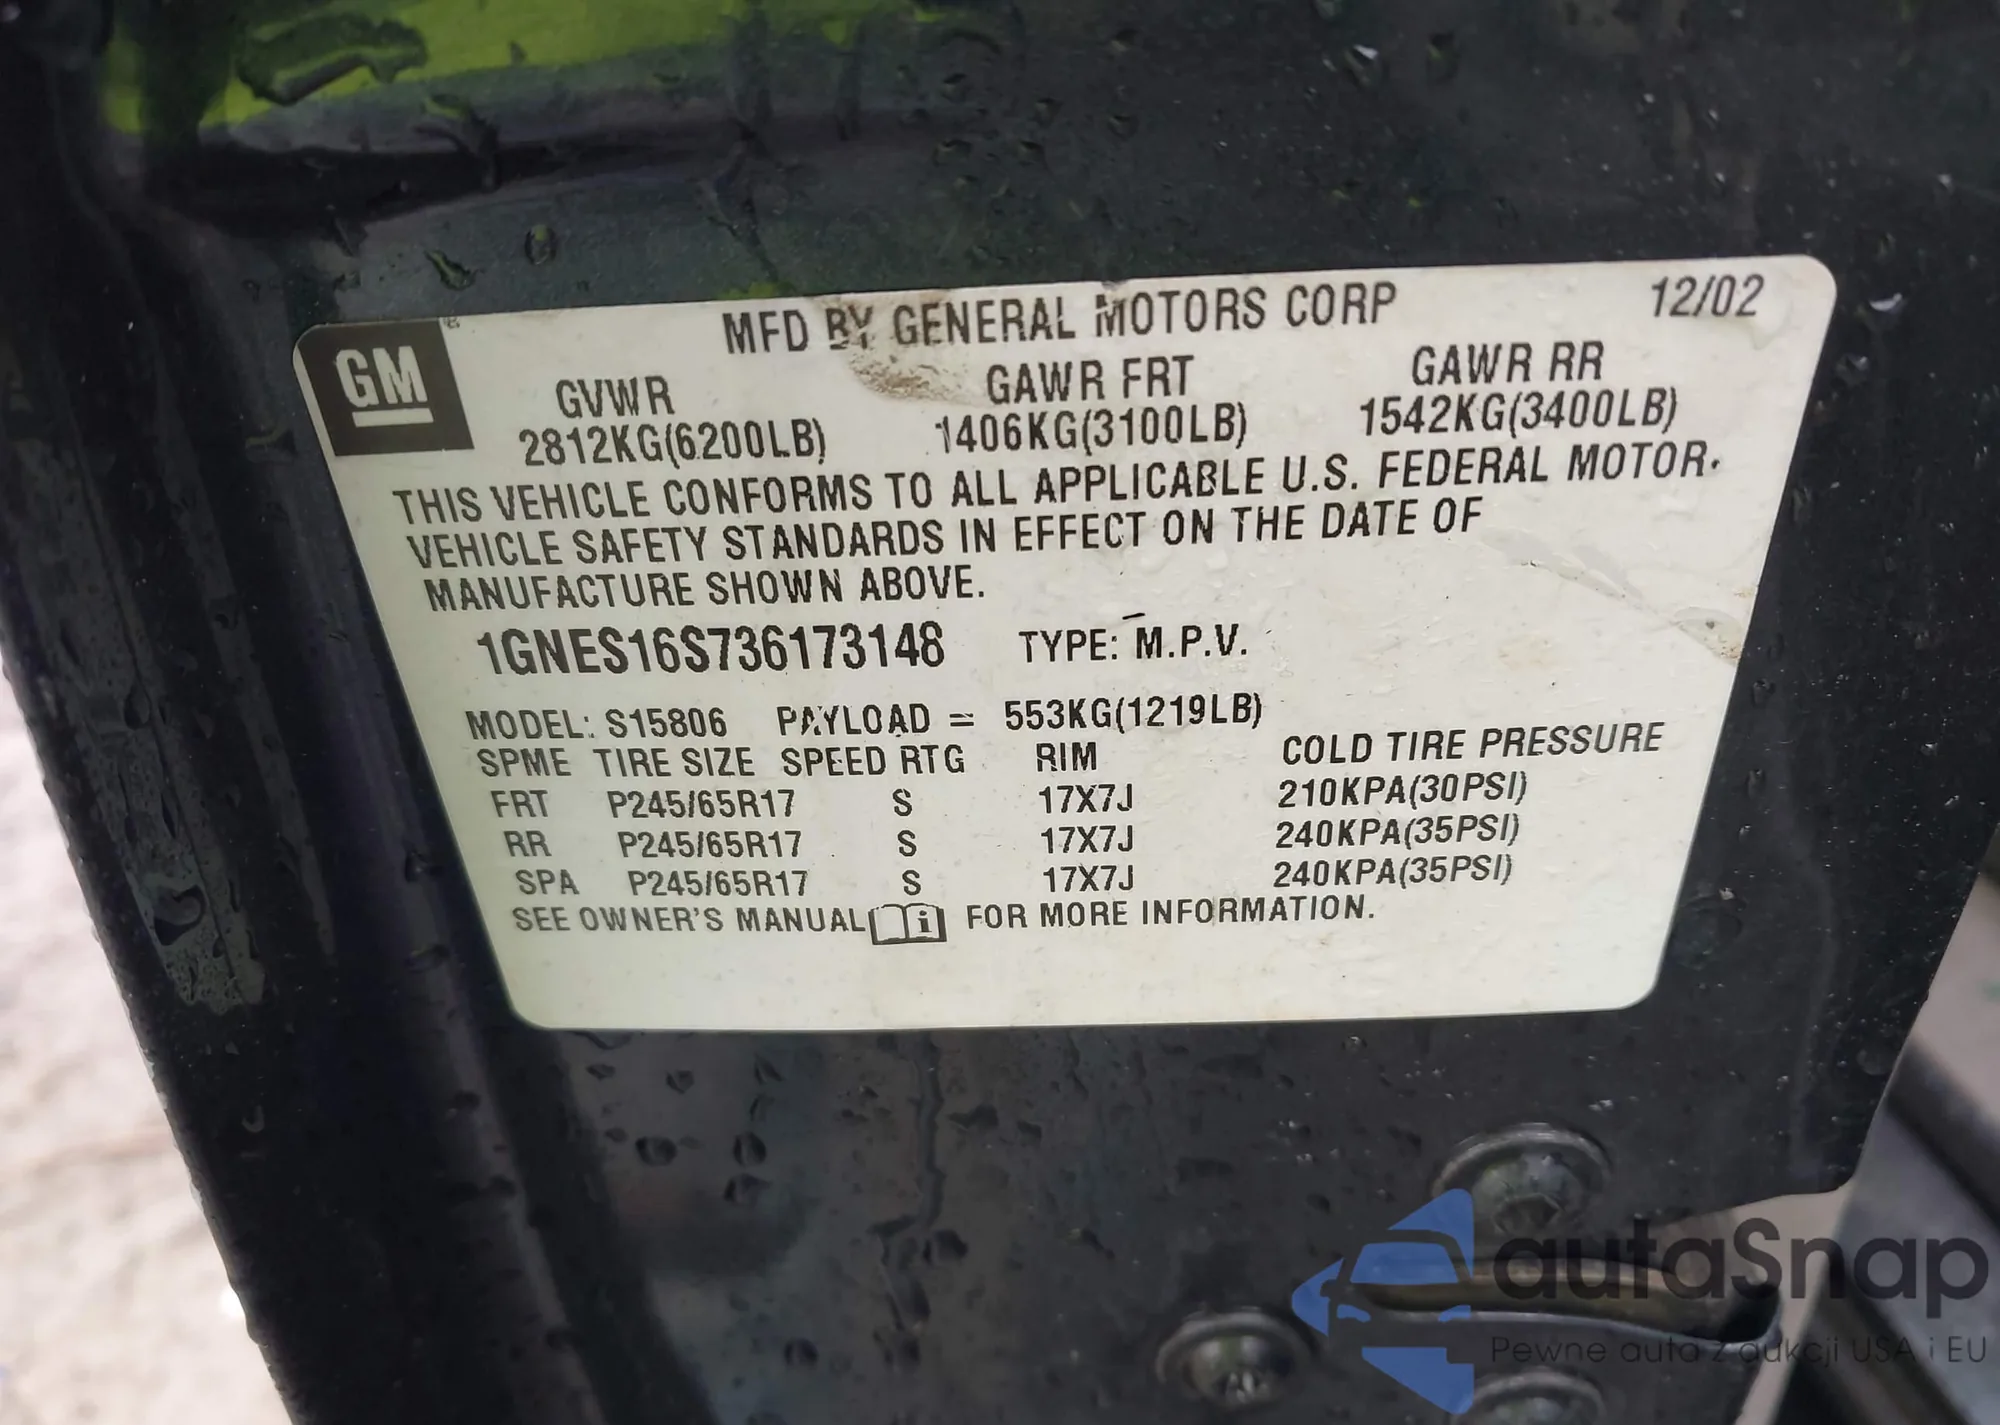 MFD BY GENERAL MOTORS CORP 12/02
GM
GVWR GAWR FRT GAWR RR
2812KG(6200LB) 1406KG(3100LB) 1542KG(3400LB)
THIS VEHICLE CONFORMS TO ALL APPLICABLE U.S. FEDERAL MOTOR
VEHICLE SAFETY STANDARDS IN EFFECT ON THE DATE OF
MANUFACTURE SHOWN ABOVE.
1GNES16S736173148 TYPE: M.P.V.
MODEL: S15806 PAYLOAD = 553KG(1219LB)
SPME TIRE SIZE SPEED RTG RIM COLD TIRE PRESSURE
FRT P245/65R17 S 17X7J 210KPA(30PSI)
RR P245/65R17 S 17X7J 240KPA(35PSI)
SPA P245/65R17 S 17X7J 240KPA(35PSI)
SEE OWNER'S MANUAL FOR MORE INFORMATION.
autaSnap
Pewne auta z aukcji USA i EU